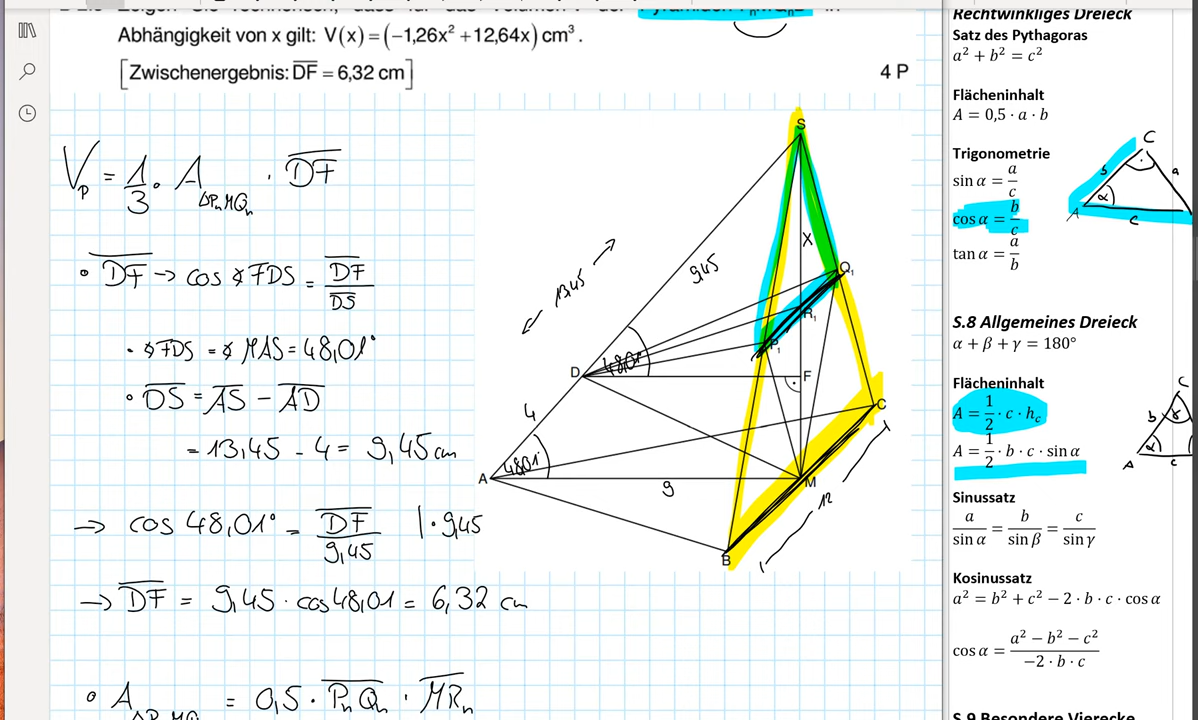 Abhängigkeit von x gilt: V(x) = (−1,26x² + 12,64x) cm³.
[Zwischenergebnis: DF = 6,32 cm]
4 P
V_P = 1/3 · A_ΔPₙMQₙ · DF
• DF → cos ∢FDS = DF/DS
• ∢FDS = ∢MAS = 48,01°
• DS = AS − AD
= 13,45 − 4 = 9,45 cm
→ cos 48,01° = DF/9,45 | · 9,45
→ DF = 9,45 · cos 48,01 = 6,32 cm
• A_ΔPₙMQₙ = 0,5 · PₙQₙ · MRₙ
S
X
9,45
13,45
Q₁
R₁
P₁
D
48,01°
F
4
C
A
48,01°
9
M
12
B
Rechtwinkliges Dreieck
Satz des Pythagoras
a² + b² = c²
Flächeninhalt
A = 0,5 · a · b
Trigonometrie
sin α = a/c
cos α = b/c
tan α = a/b
C
b
a
A
α
c
S.8 Allgemeines Dreieck
α + β + γ = 180°
Flächeninhalt
A = 1/2 · c · h_c
A = 1/2 · b · c · sin α
C
b
γ
α
A
c
Sinussatz
a/sin α = b/sin β = c/sin γ
Kosinussatz
a² = b² + c² − 2 · b · c · cos α
cos α = (a² − b² − c²)/(−2 · b · c)
S.9 Besondere Vierecke